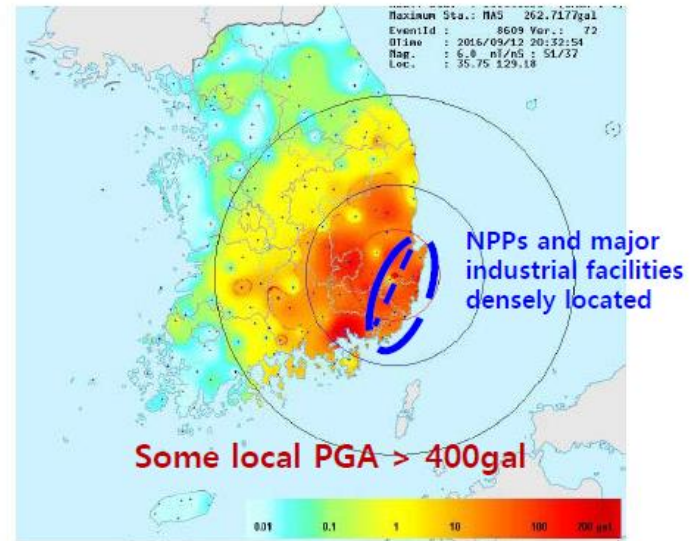 Maximum Sta.: MAS 262.7177gal
EventId : 8609 Ver.: 72
OTime : 2016/09/12 20:32:54
Mag. : 6.0 nT/nS : 51/37
Loc. : 35.75 129.18
NPPs and major
industrial facilities
densely located
Some local PGA > 400gal
0.01 0.1 1 10 100 200 gal